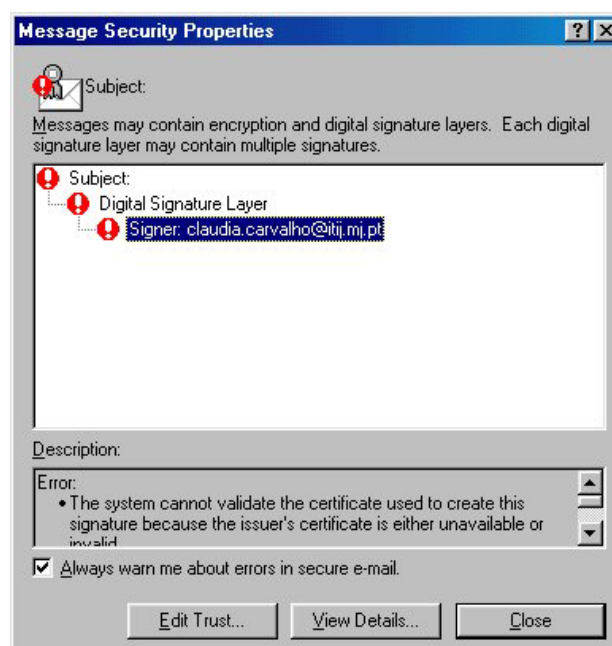 Message Security Properties
Subject:
Messages may contain encryption and digital signature layers. Each digital
signature layer may contain multiple signatures.
Subject:
Digital Signature Layer
Signer: claudia.carvalho@itij.mj.pt
Description:
Error:
• The system cannot validate the certificate used to create this
signature because the issuer's certificate is either unavailable or
invalid
Always warn me about errors in secure e-mail.
Edit Trust... View Details... Close